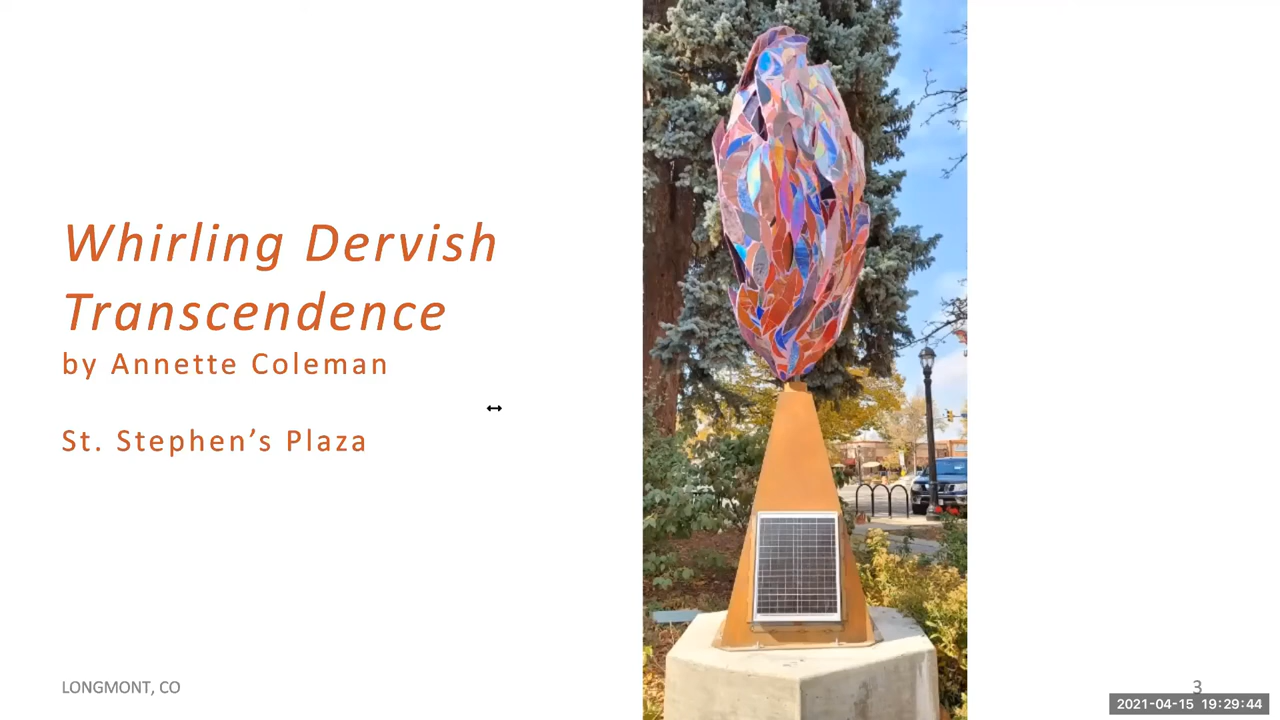 Whirling Dervish
Transcendence
by Annette Coleman
St. Stephen’s Plaza
LONGMONT, CO
3
2021-04-15 19:29:44